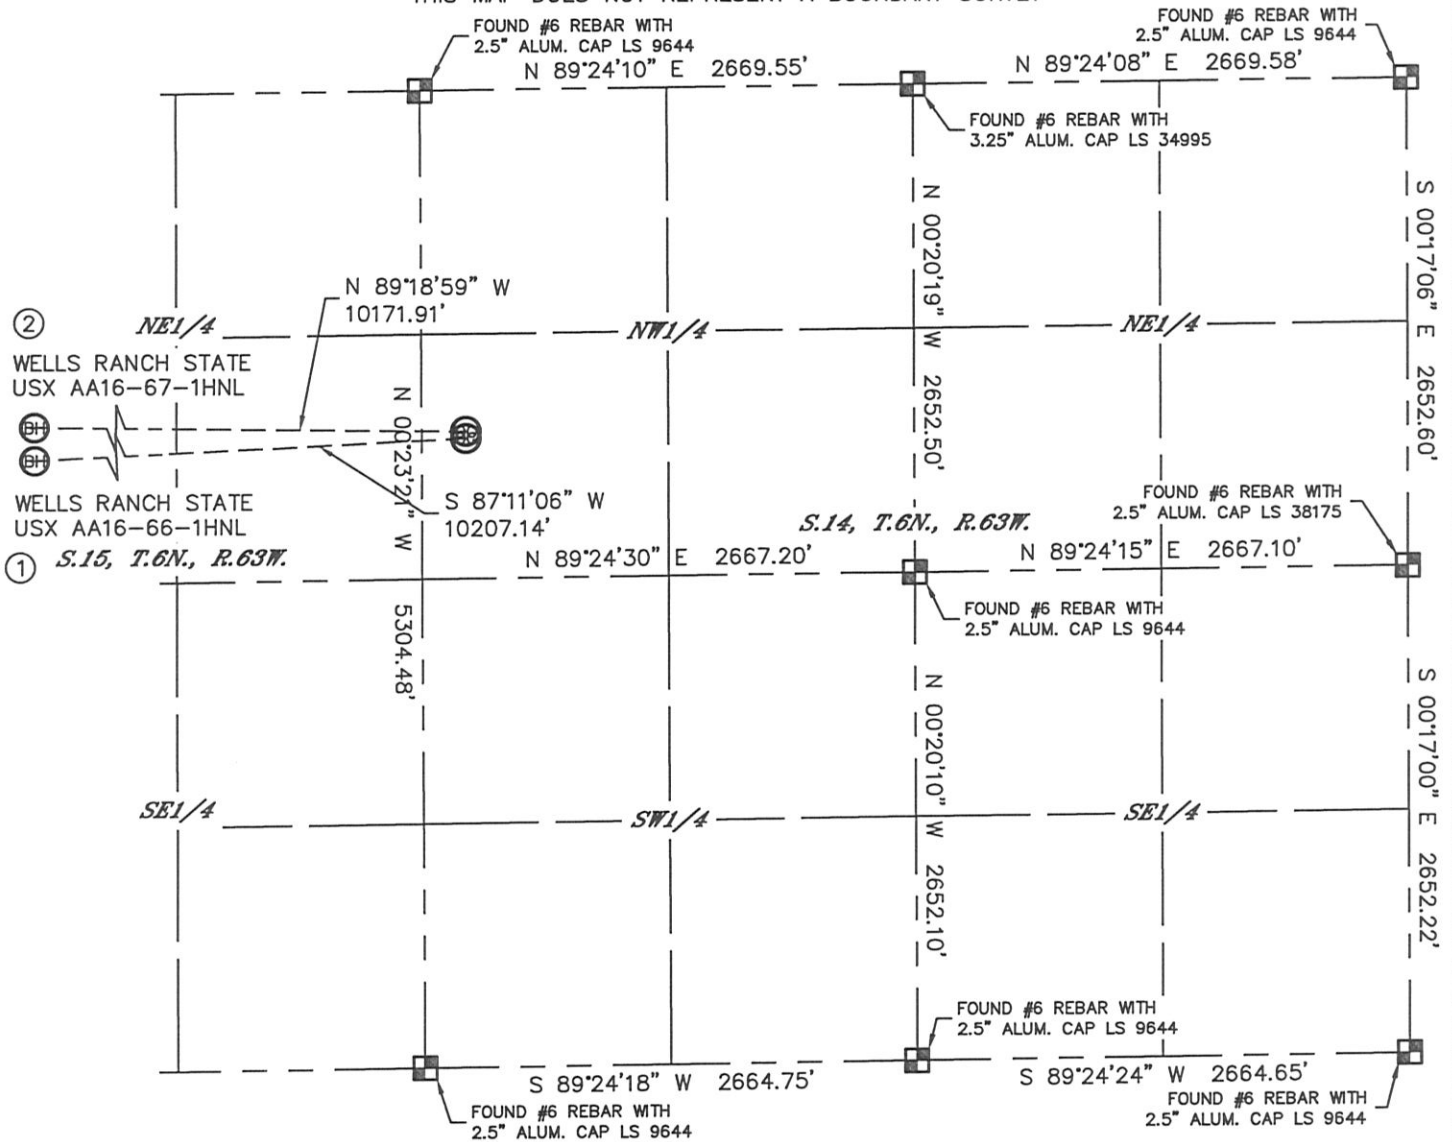 FOUND #6 REBAR WITH
2.5" ALUM. CAP LS 9644
FOUND #6 REBAR WITH
2.5" ALUM. CAP LS 9644
N 89°24'10" E 2669.55'
N 89°24'08" E 2669.58'
FOUND #6 REBAR WITH
3.25" ALUM. CAP LS 34995
N 00°20'19" W 2652.50'
S 00°17'06" E 2652.60'
N 89°18'59" W
10171.91'
②
NE1/4
NW1/4
NE1/4
WELLS RANCH STATE
USX AA16-67-1HNL
BH
BH
N 00°23'21" W 5304.48'
WELLS RANCH STATE
USX AA16-66-1HNL
S 87°11'06" W
10207.14'
FOUND #6 REBAR WITH
2.5" ALUM. CAP LS 38175
S.14, T.6N., R.63W.
① S.15, T.6N., R.63W.
N 89°24'30" E 2667.20'
N 89°24'15" E 2667.10'
FOUND #6 REBAR WITH
2.5" ALUM. CAP LS 9644
N 00°20'10" W 2652.10'
S 00°17'00" E 2652.22'
SE1/4
SW1/4
SE1/4
FOUND #6 REBAR WITH
2.5" ALUM. CAP LS 9644
S 89°24'18" W 2664.75'
S 89°24'24" W 2664.65'
FOUND #6 REBAR WITH
2.5" ALUM. CAP LS 9644
FOUND #6 REBAR WITH
2.5" ALUM. CAP LS 9644